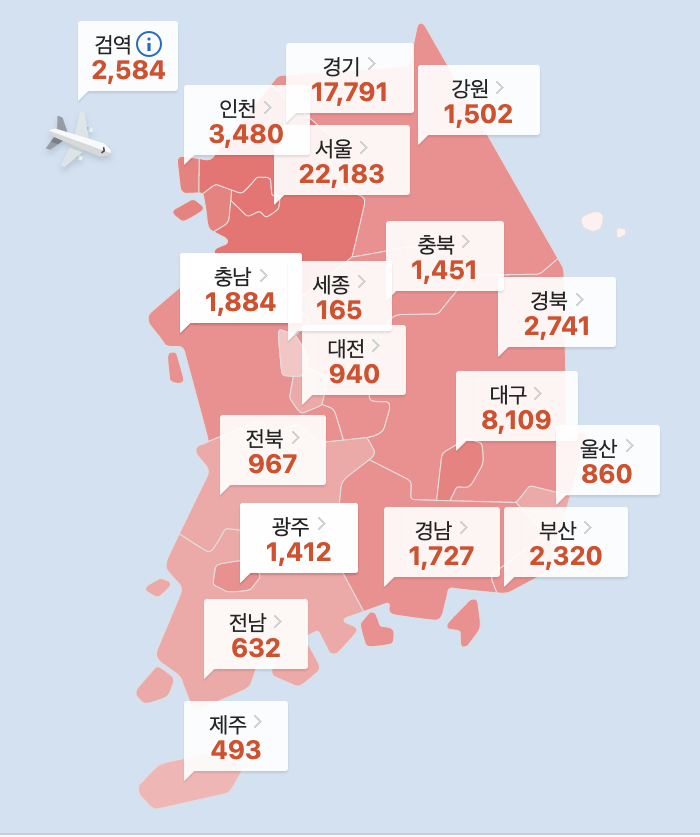 검역
2,584
경기
17,791
강원
1,502
인천
3,480
서울
22,183
충북
1,451
충남
1,884
세종
165
경북
2,741
대전
940
대구
8,109
전북
967
울산
860
광주
1,412
경남
1,727
부산
2,320
전남
632
제주
493